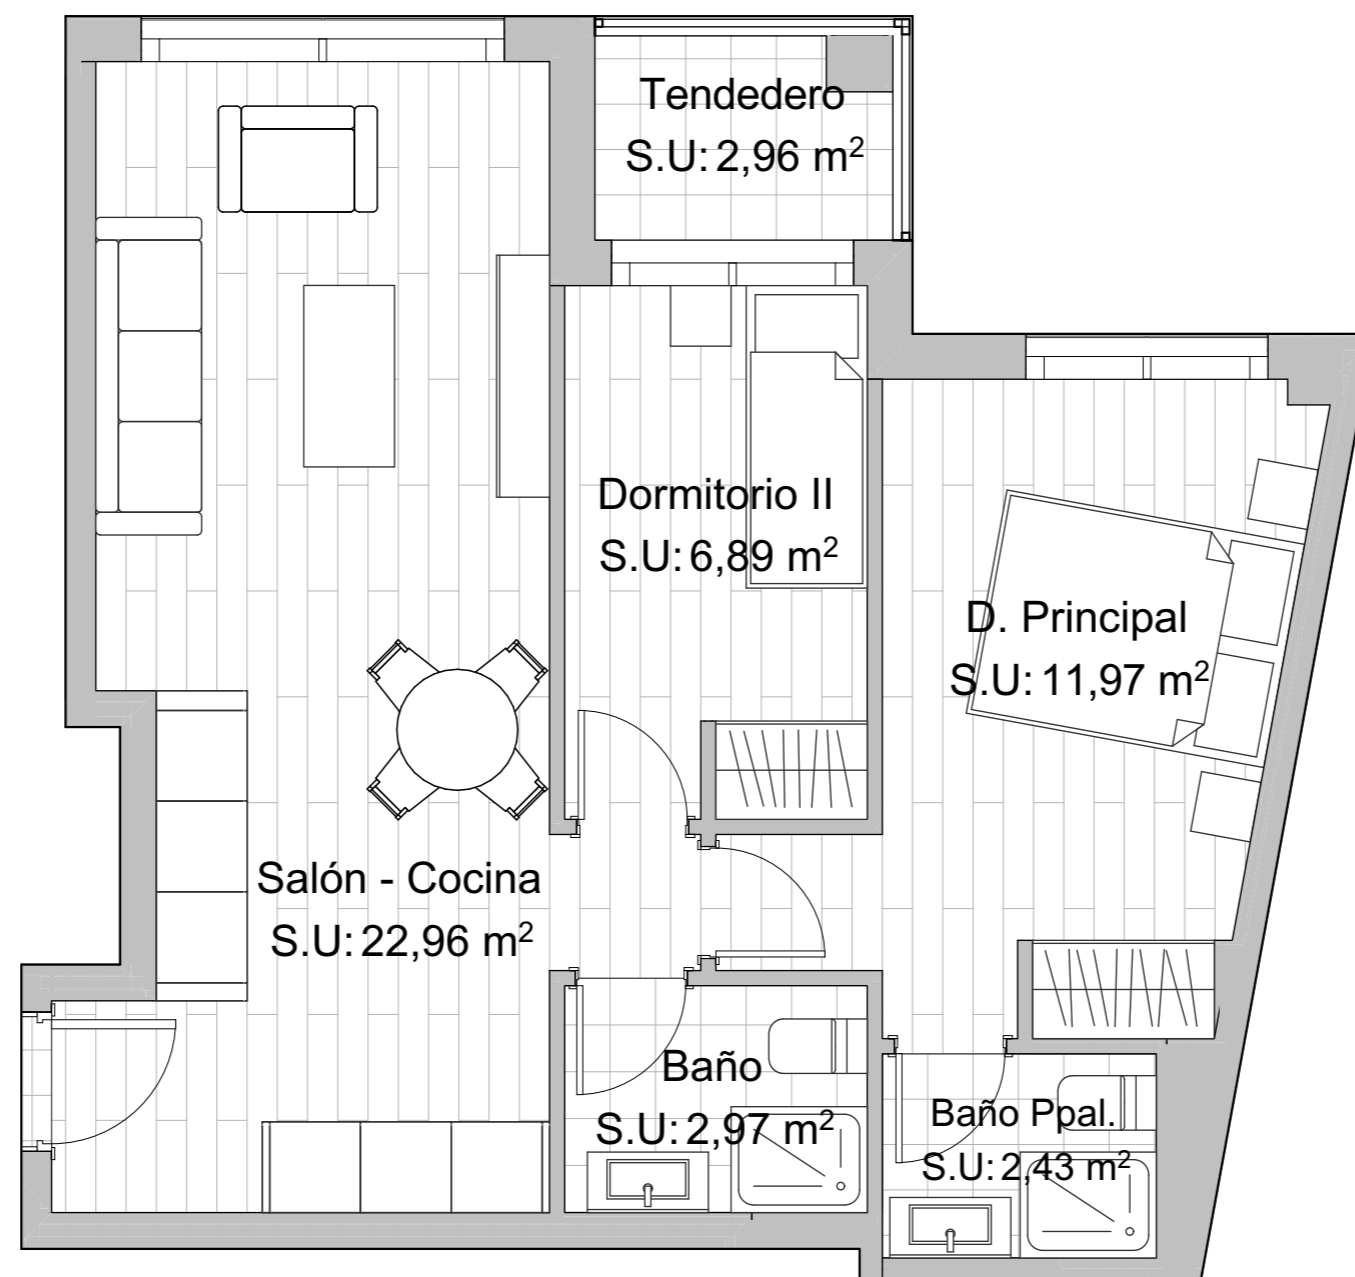 Tendedero
S.U: 2,96 m²
Dormitorio II
S.U: 6,89 m²
D. Principal
S.U: 11,97 m²
Salón - Cocina
S.U: 22,96 m²
Baño
S.U: 2,97 m²
Baño Ppal.
S.U: 2,43 m²